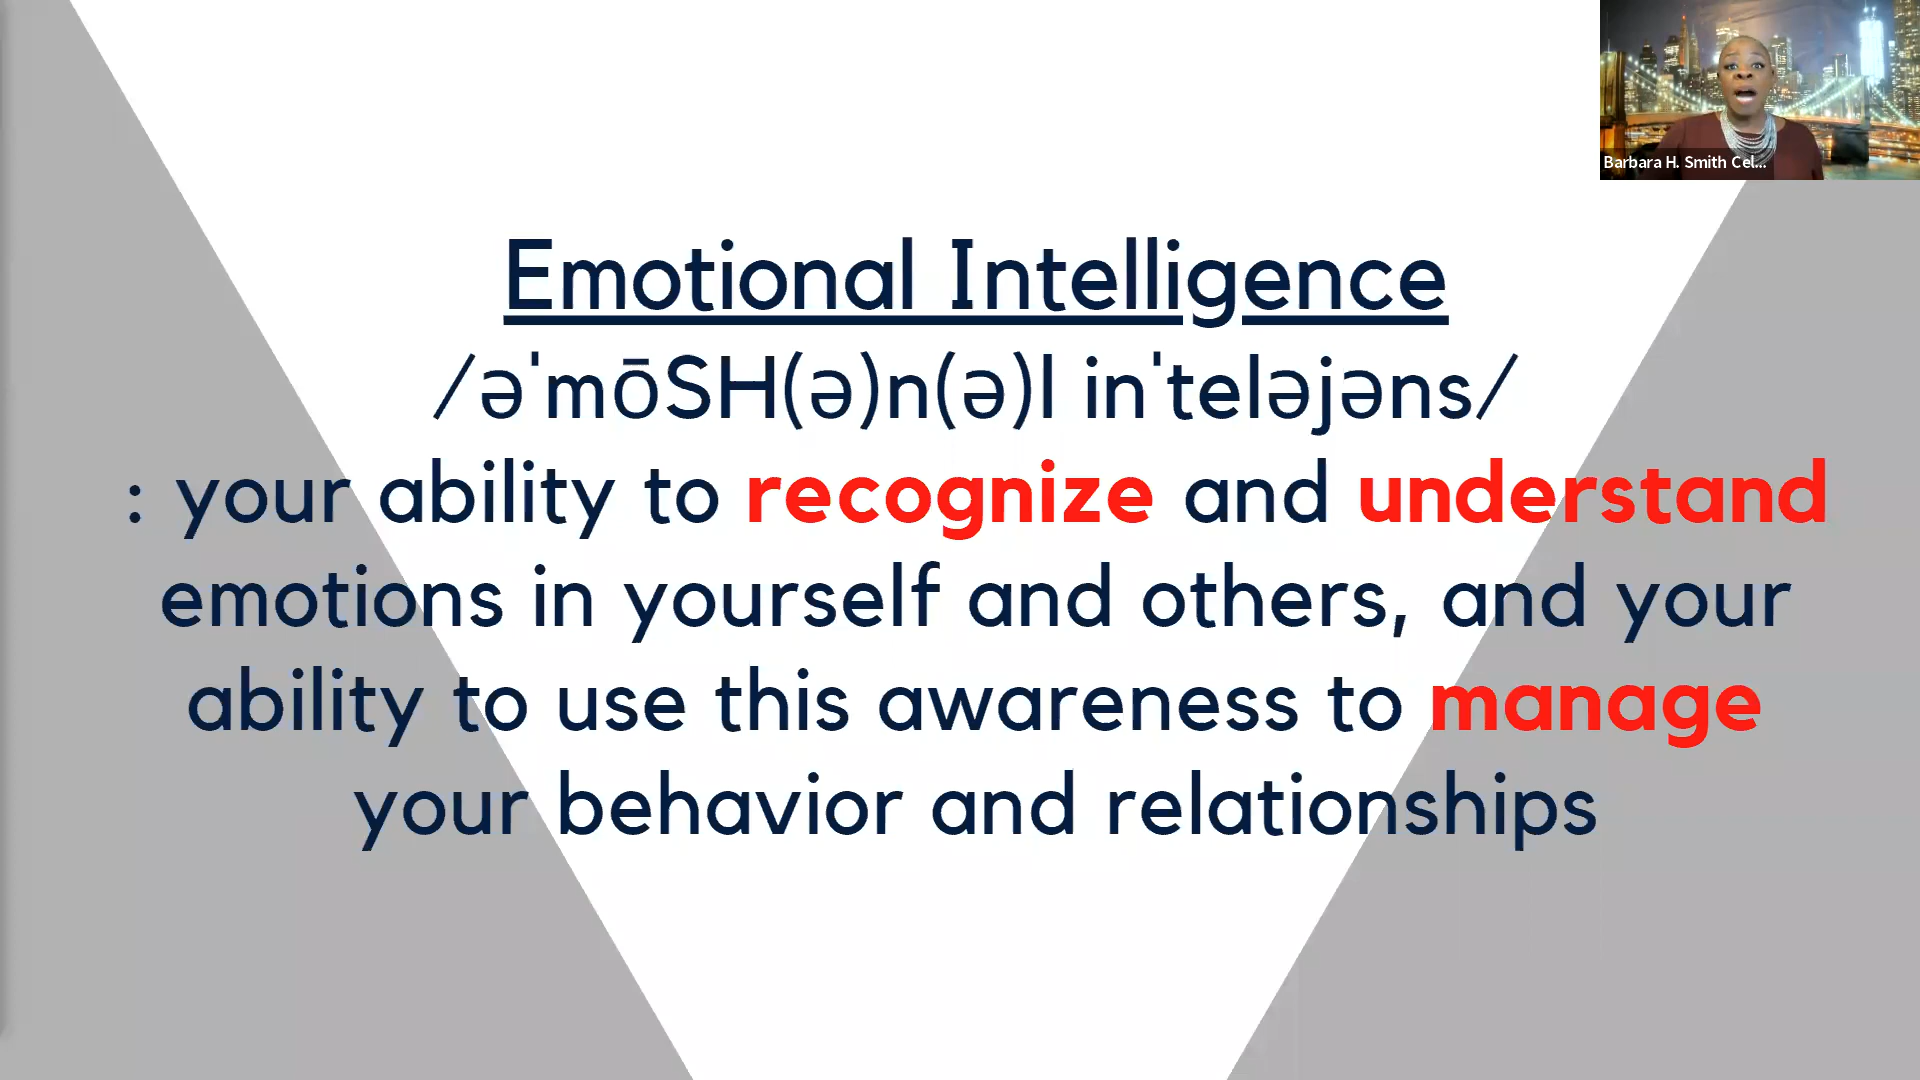 Barbara H. Smith Cel...
Emotional Intelligence
/əˈmōSH(ə)n(ə)l inˈteləjəns/
: your ability to recognize and understand
emotions in yourself and others, and your
ability to use this awareness to manage
your behavior and relationships